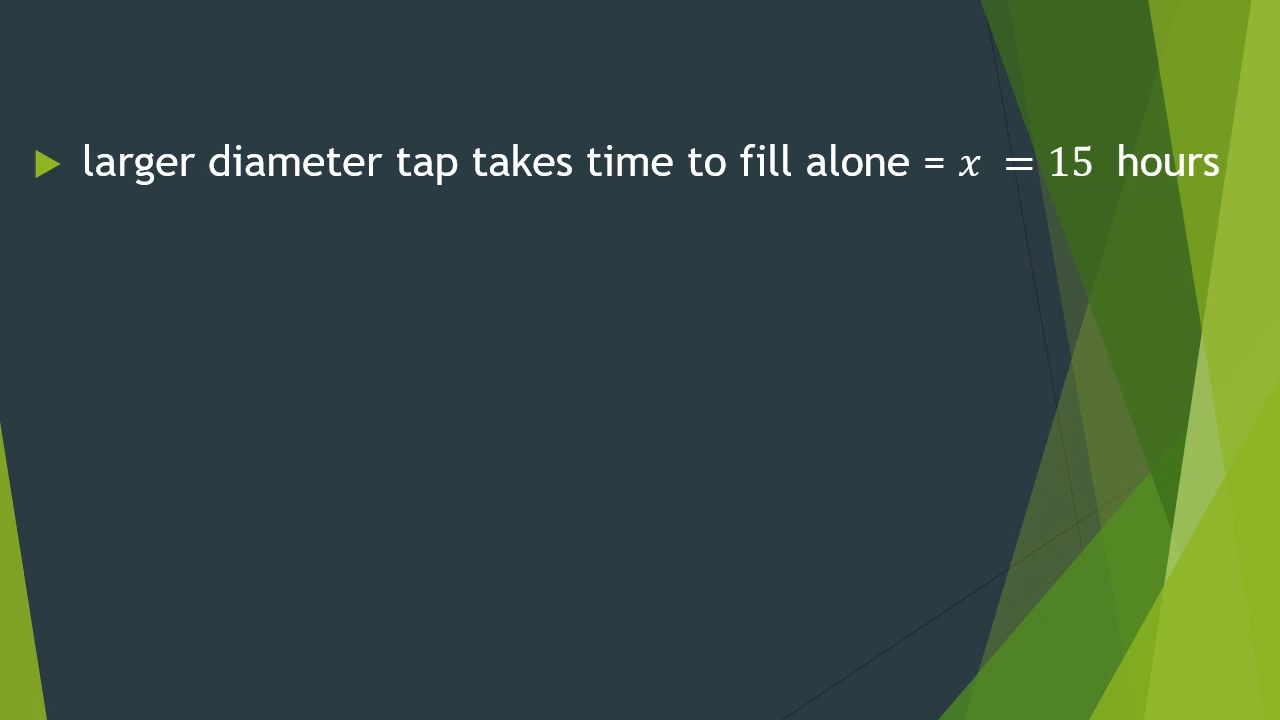 larger diameter tap takes time to fill alone = 𝑥 = 15 hours